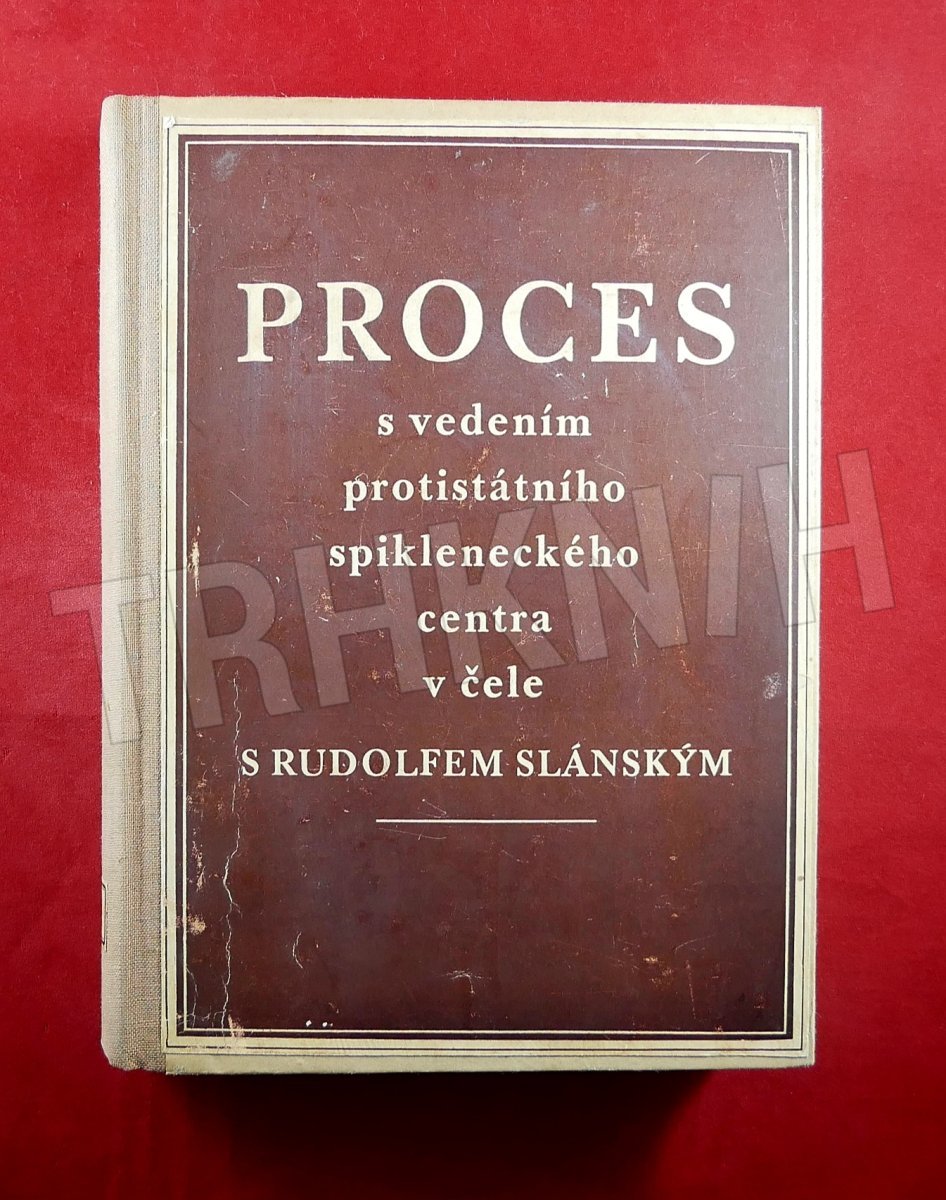 PROCES
s vedením
protistátního
spikleneckého
centra
v čele
S RUDOLFEM SLÁNSKÝM
TRHKNIH